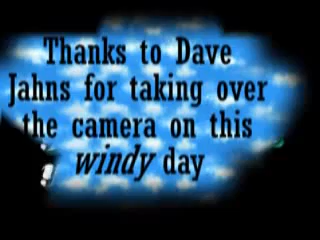 Thanks to Dave
Jahns for taking over
the camera on this
windy day